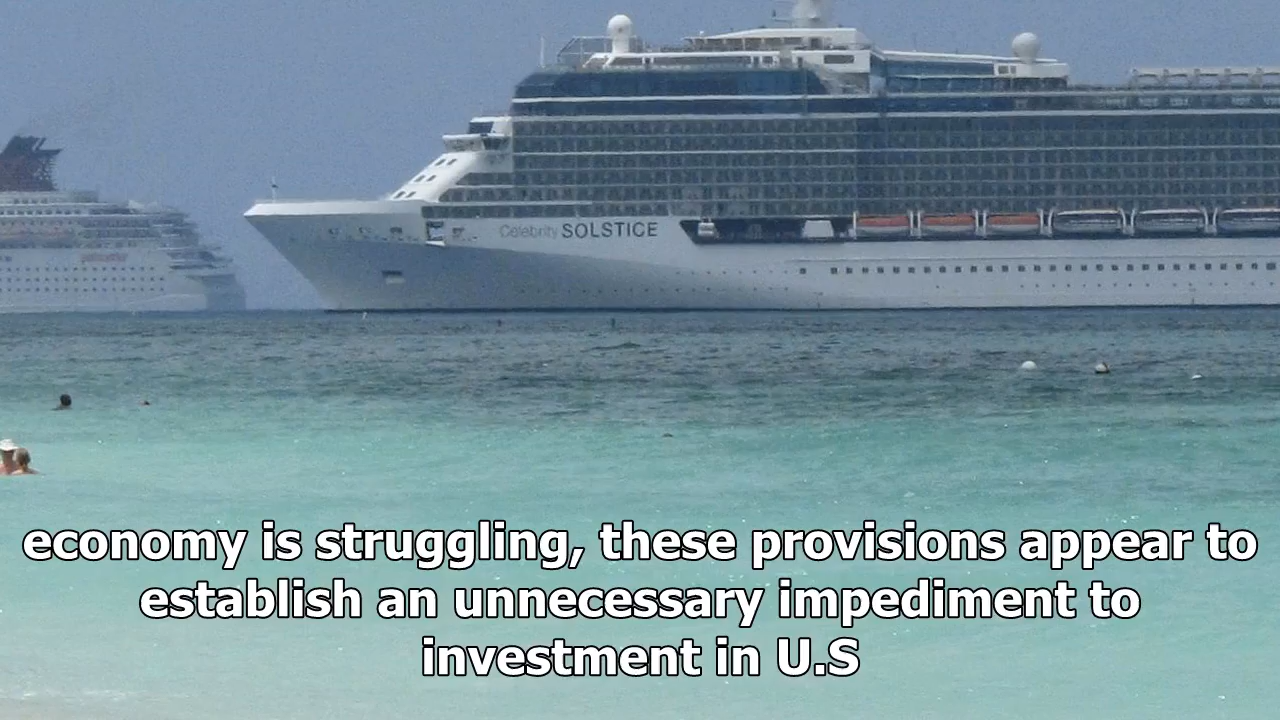 Celebrity SOLSTICE
economy is struggling, these provisions appear to
establish an unnecessary impediment to
investment in U.S